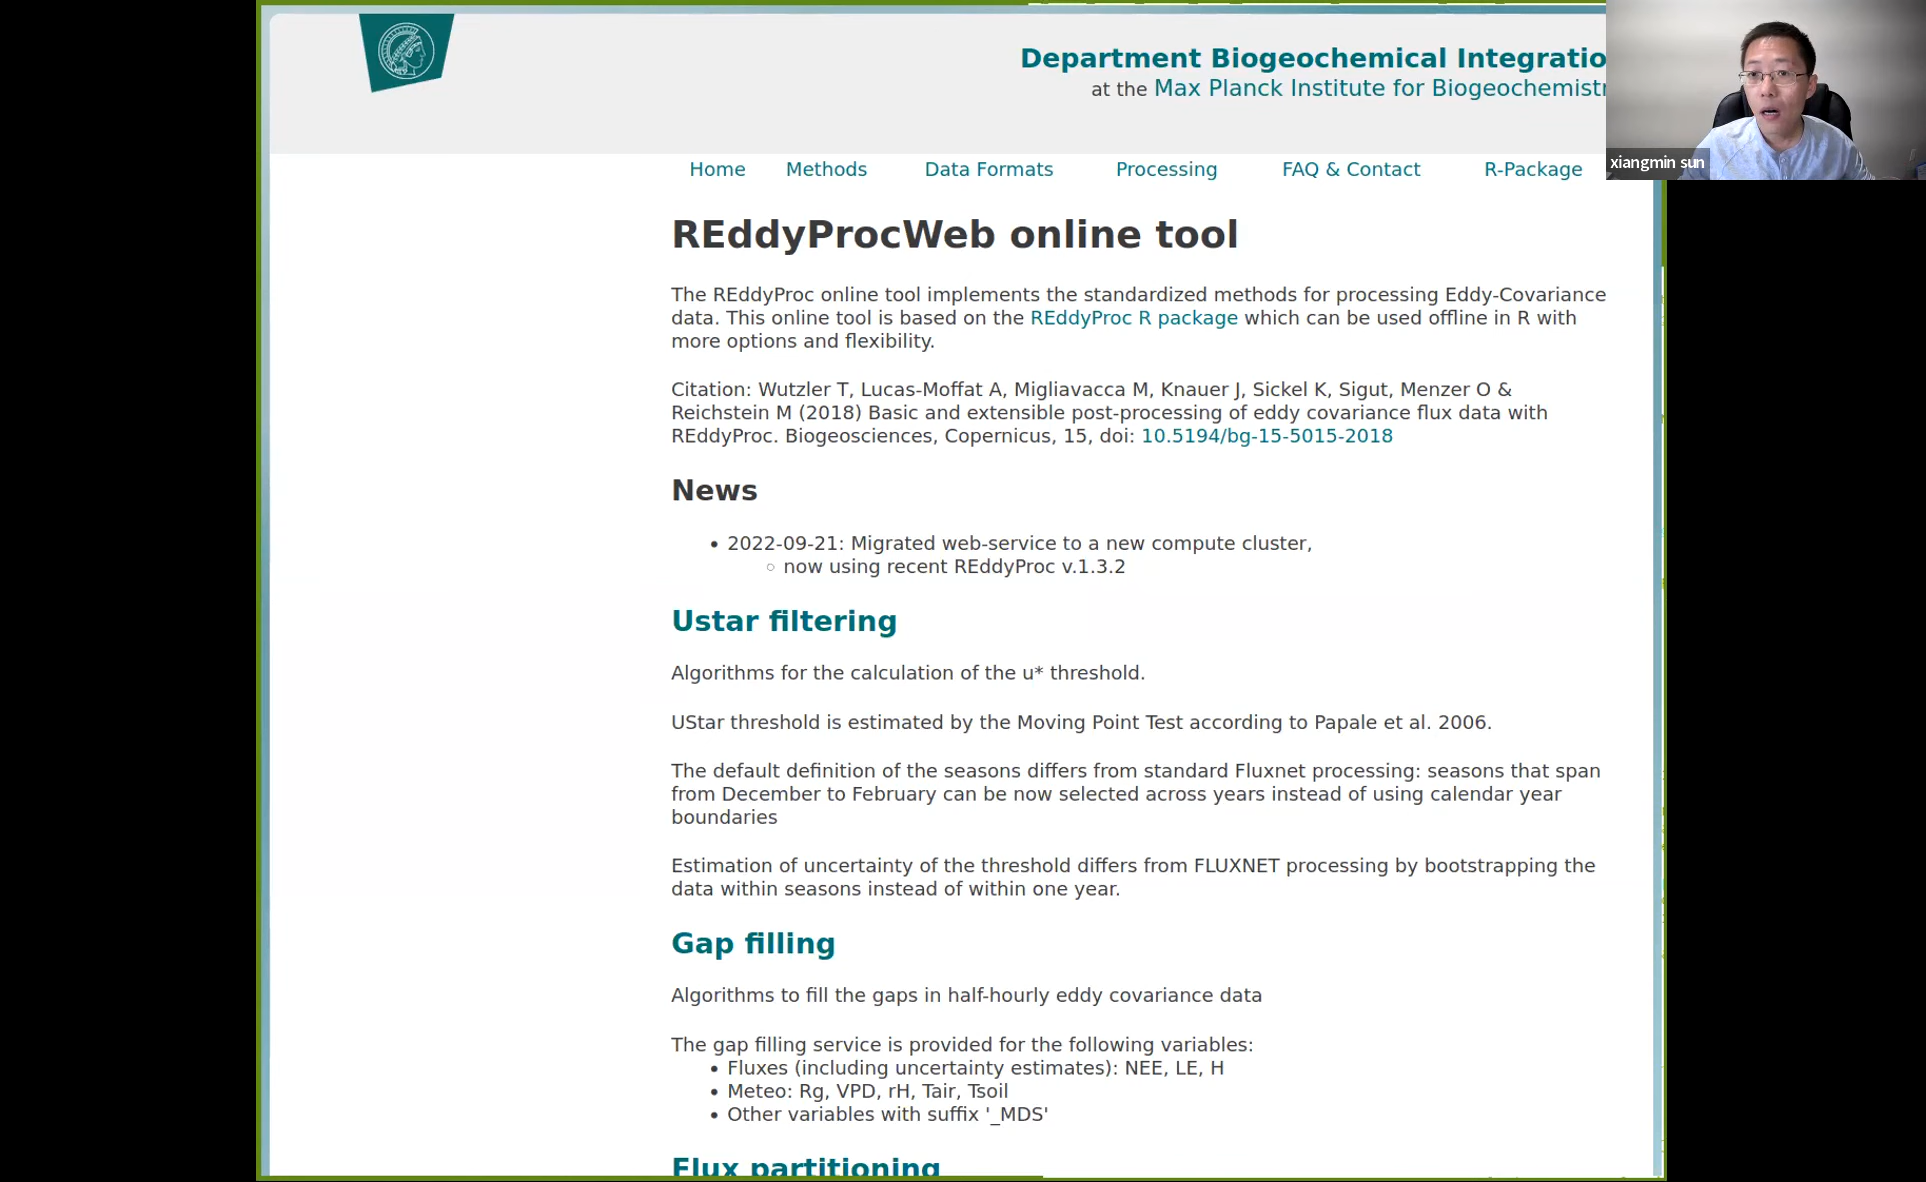 Department Biogeochemical Integratio
at the Max Planck Institute for Biogeochemistr
xiangmin sun
Home Methods Data Formats Processing FAQ & Contact R-Package
REddyProcWeb online tool
The REddyProc online tool implements the standardized methods for processing Eddy-Covariance
data. This online tool is based on the REddyProc R package which can be used offline in R with
more options and flexibility.
Citation: Wutzler T, Lucas-Moffat A, Migliavacca M, Knauer J, Sickel K, Sigut, Menzer O &
Reichstein M (2018) Basic and extensible post-processing of eddy covariance flux data with
REddyProc. Biogeosciences, Copernicus, 15, doi: 10.5194/bg-15-5015-2018
News
• 2022-09-21: Migrated web-service to a new compute cluster,
◦ now using recent REddyProc v.1.3.2
Ustar filtering
Algorithms for the calculation of the u* threshold.
UStar threshold is estimated by the Moving Point Test according to Papale et al. 2006.
The default definition of the seasons differs from standard Fluxnet processing: seasons that span
from December to February can be now selected across years instead of using calendar year
boundaries
Estimation of uncertainty of the threshold differs from FLUXNET processing by bootstrapping the
data within seasons instead of within one year.
Gap filling
Algorithms to fill the gaps in half-hourly eddy covariance data
The gap filling service is provided for the following variables:
• Fluxes (including uncertainty estimates): NEE, LE, H
• Meteo: Rg, VPD, rH, Tair, Tsoil
• Other variables with suffix '_MDS'
Flux partitioning